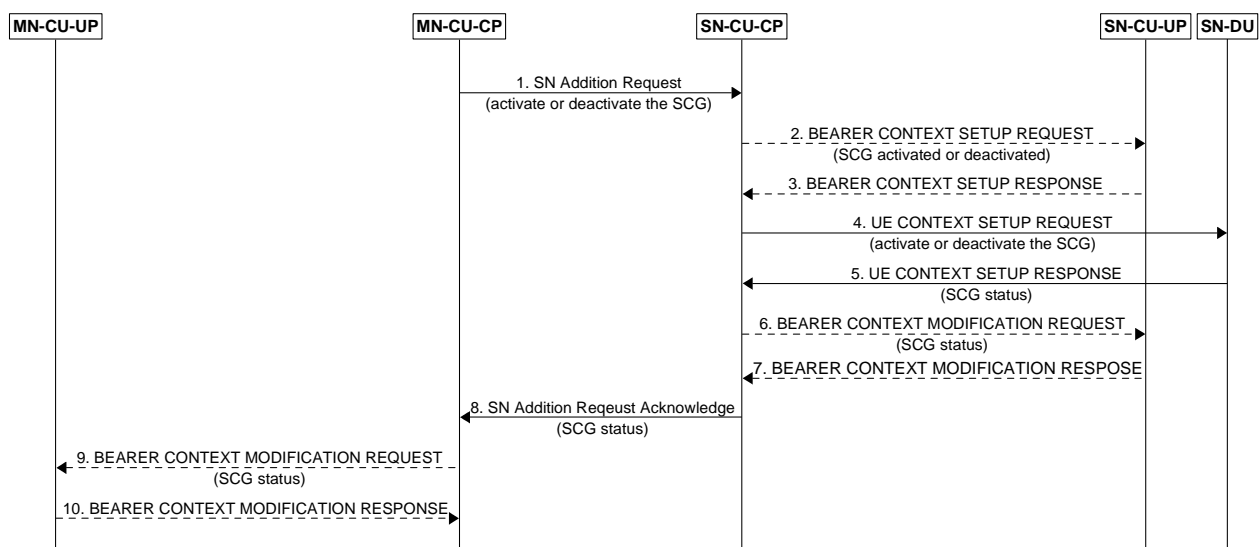 MN-CU-UP MN-CU-CP SN-CU-CP SN-CU-UP SN-DU
1. SN Addition Request
(activate or deactivate the SCG)
2. BEARER CONTEXT SETUP REQUEST
(SCG activated or deactivated)
3. BEARER CONTEXT SETUP RESPONSE
4. UE CONTEXT SETUP REQUEST
(activate or deactivate the SCG)
5. UE CONTEXT SETUP RESPONSE
(SCG status)
6. BEARER CONTEXT MODIFICATION REQUEST
(SCG status)
7. BEARER CONTEXT MODIFICATION RESPOSE
8. SN Addition Reqeust Acknowledge
(SCG status)
9. BEARER CONTEXT MODIFICATION REQUEST
(SCG status)
10. BEARER CONTEXT MODIFICATION RESPONSE